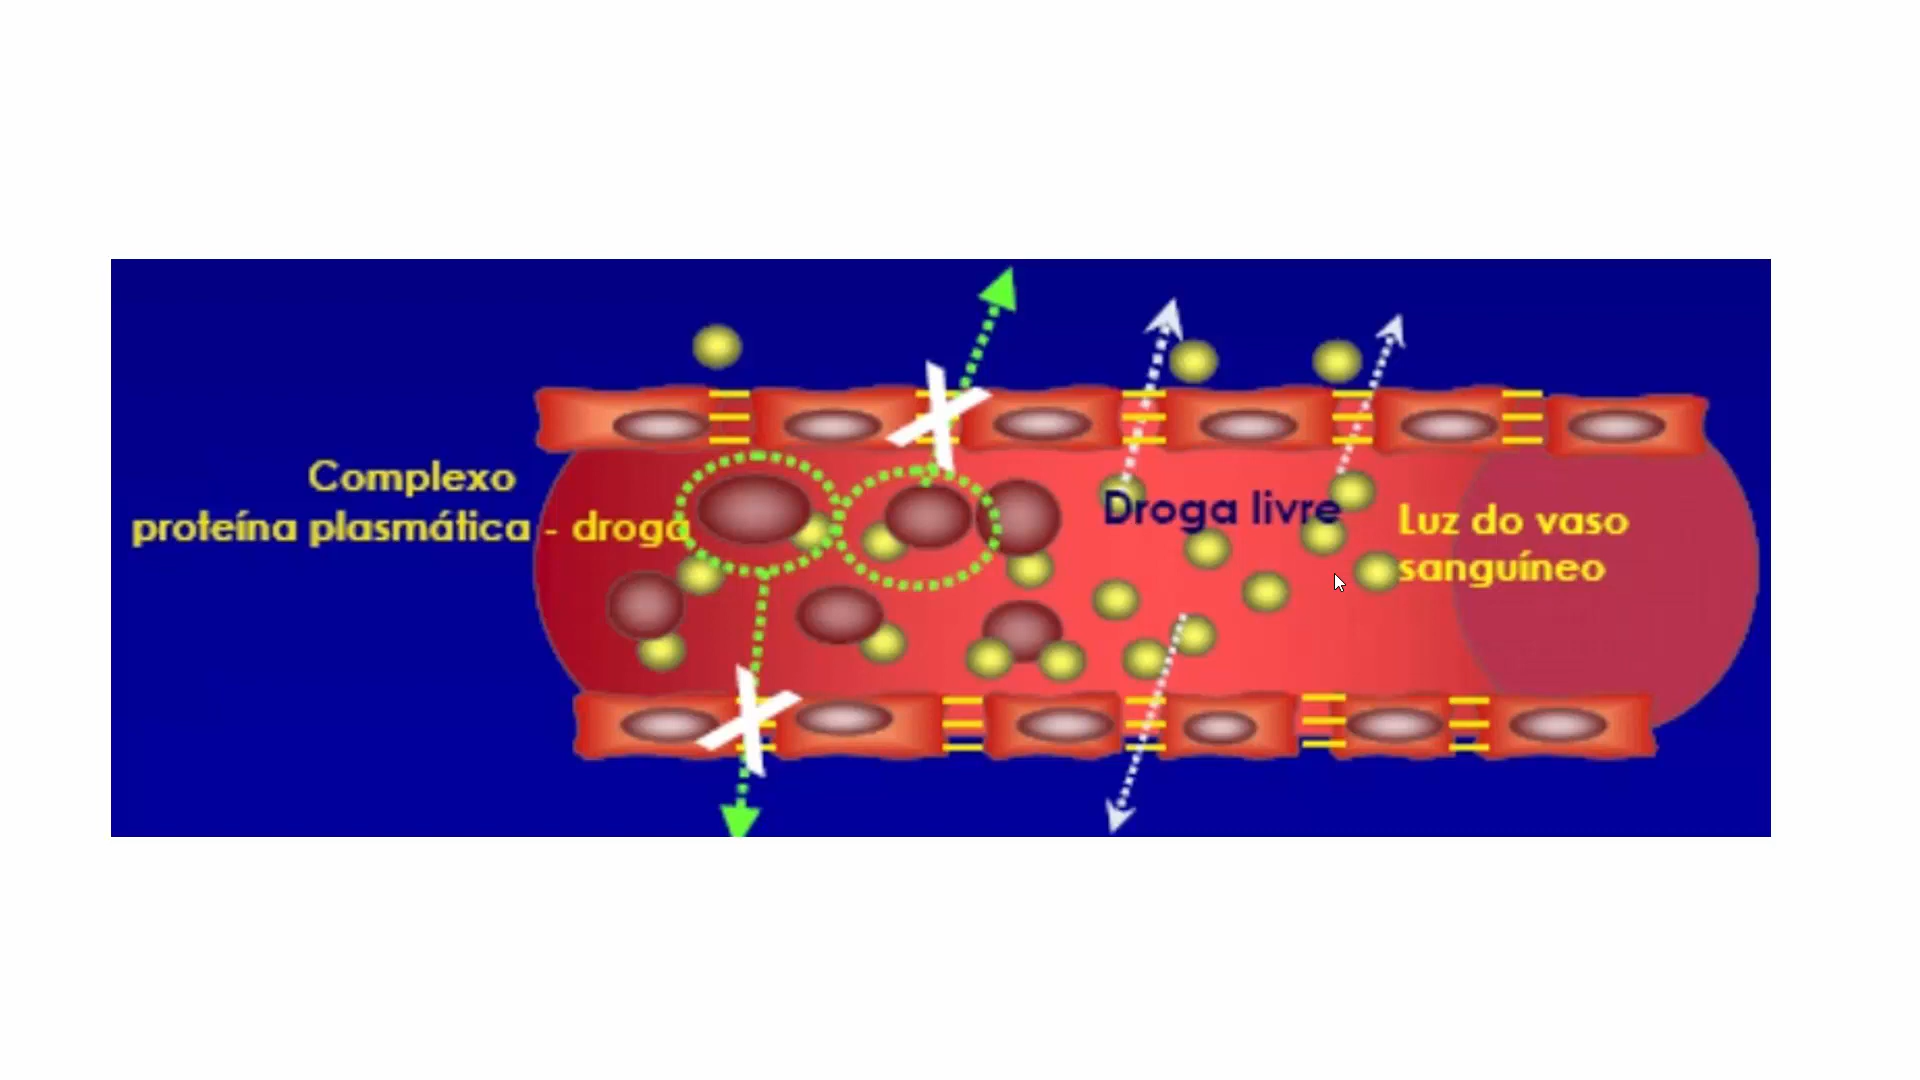 Complexo
proteína plasmática - droga
Droga livre
Luz do vaso
sanguíneo